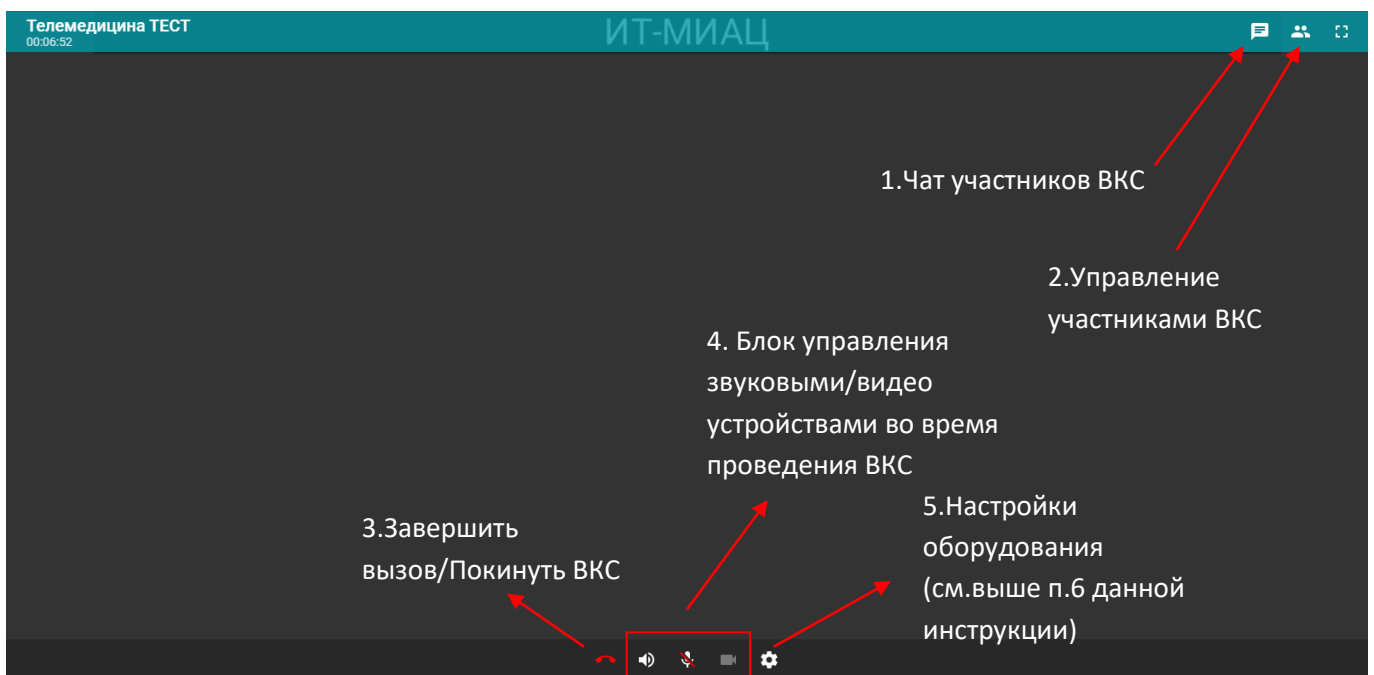 Телемедицина ТЕСТ
00:06:52
ИТ-МИАЦ
1.Чат участников ВКС
2.Управление
участниками ВКС
4. Блок управления
звуковыми/видео
устройствами во время
проведения ВКС
3.Завершить
вызов/Покинуть ВКС
5.Настройки
оборудования
(см.выше п.6 данной
инструкции)